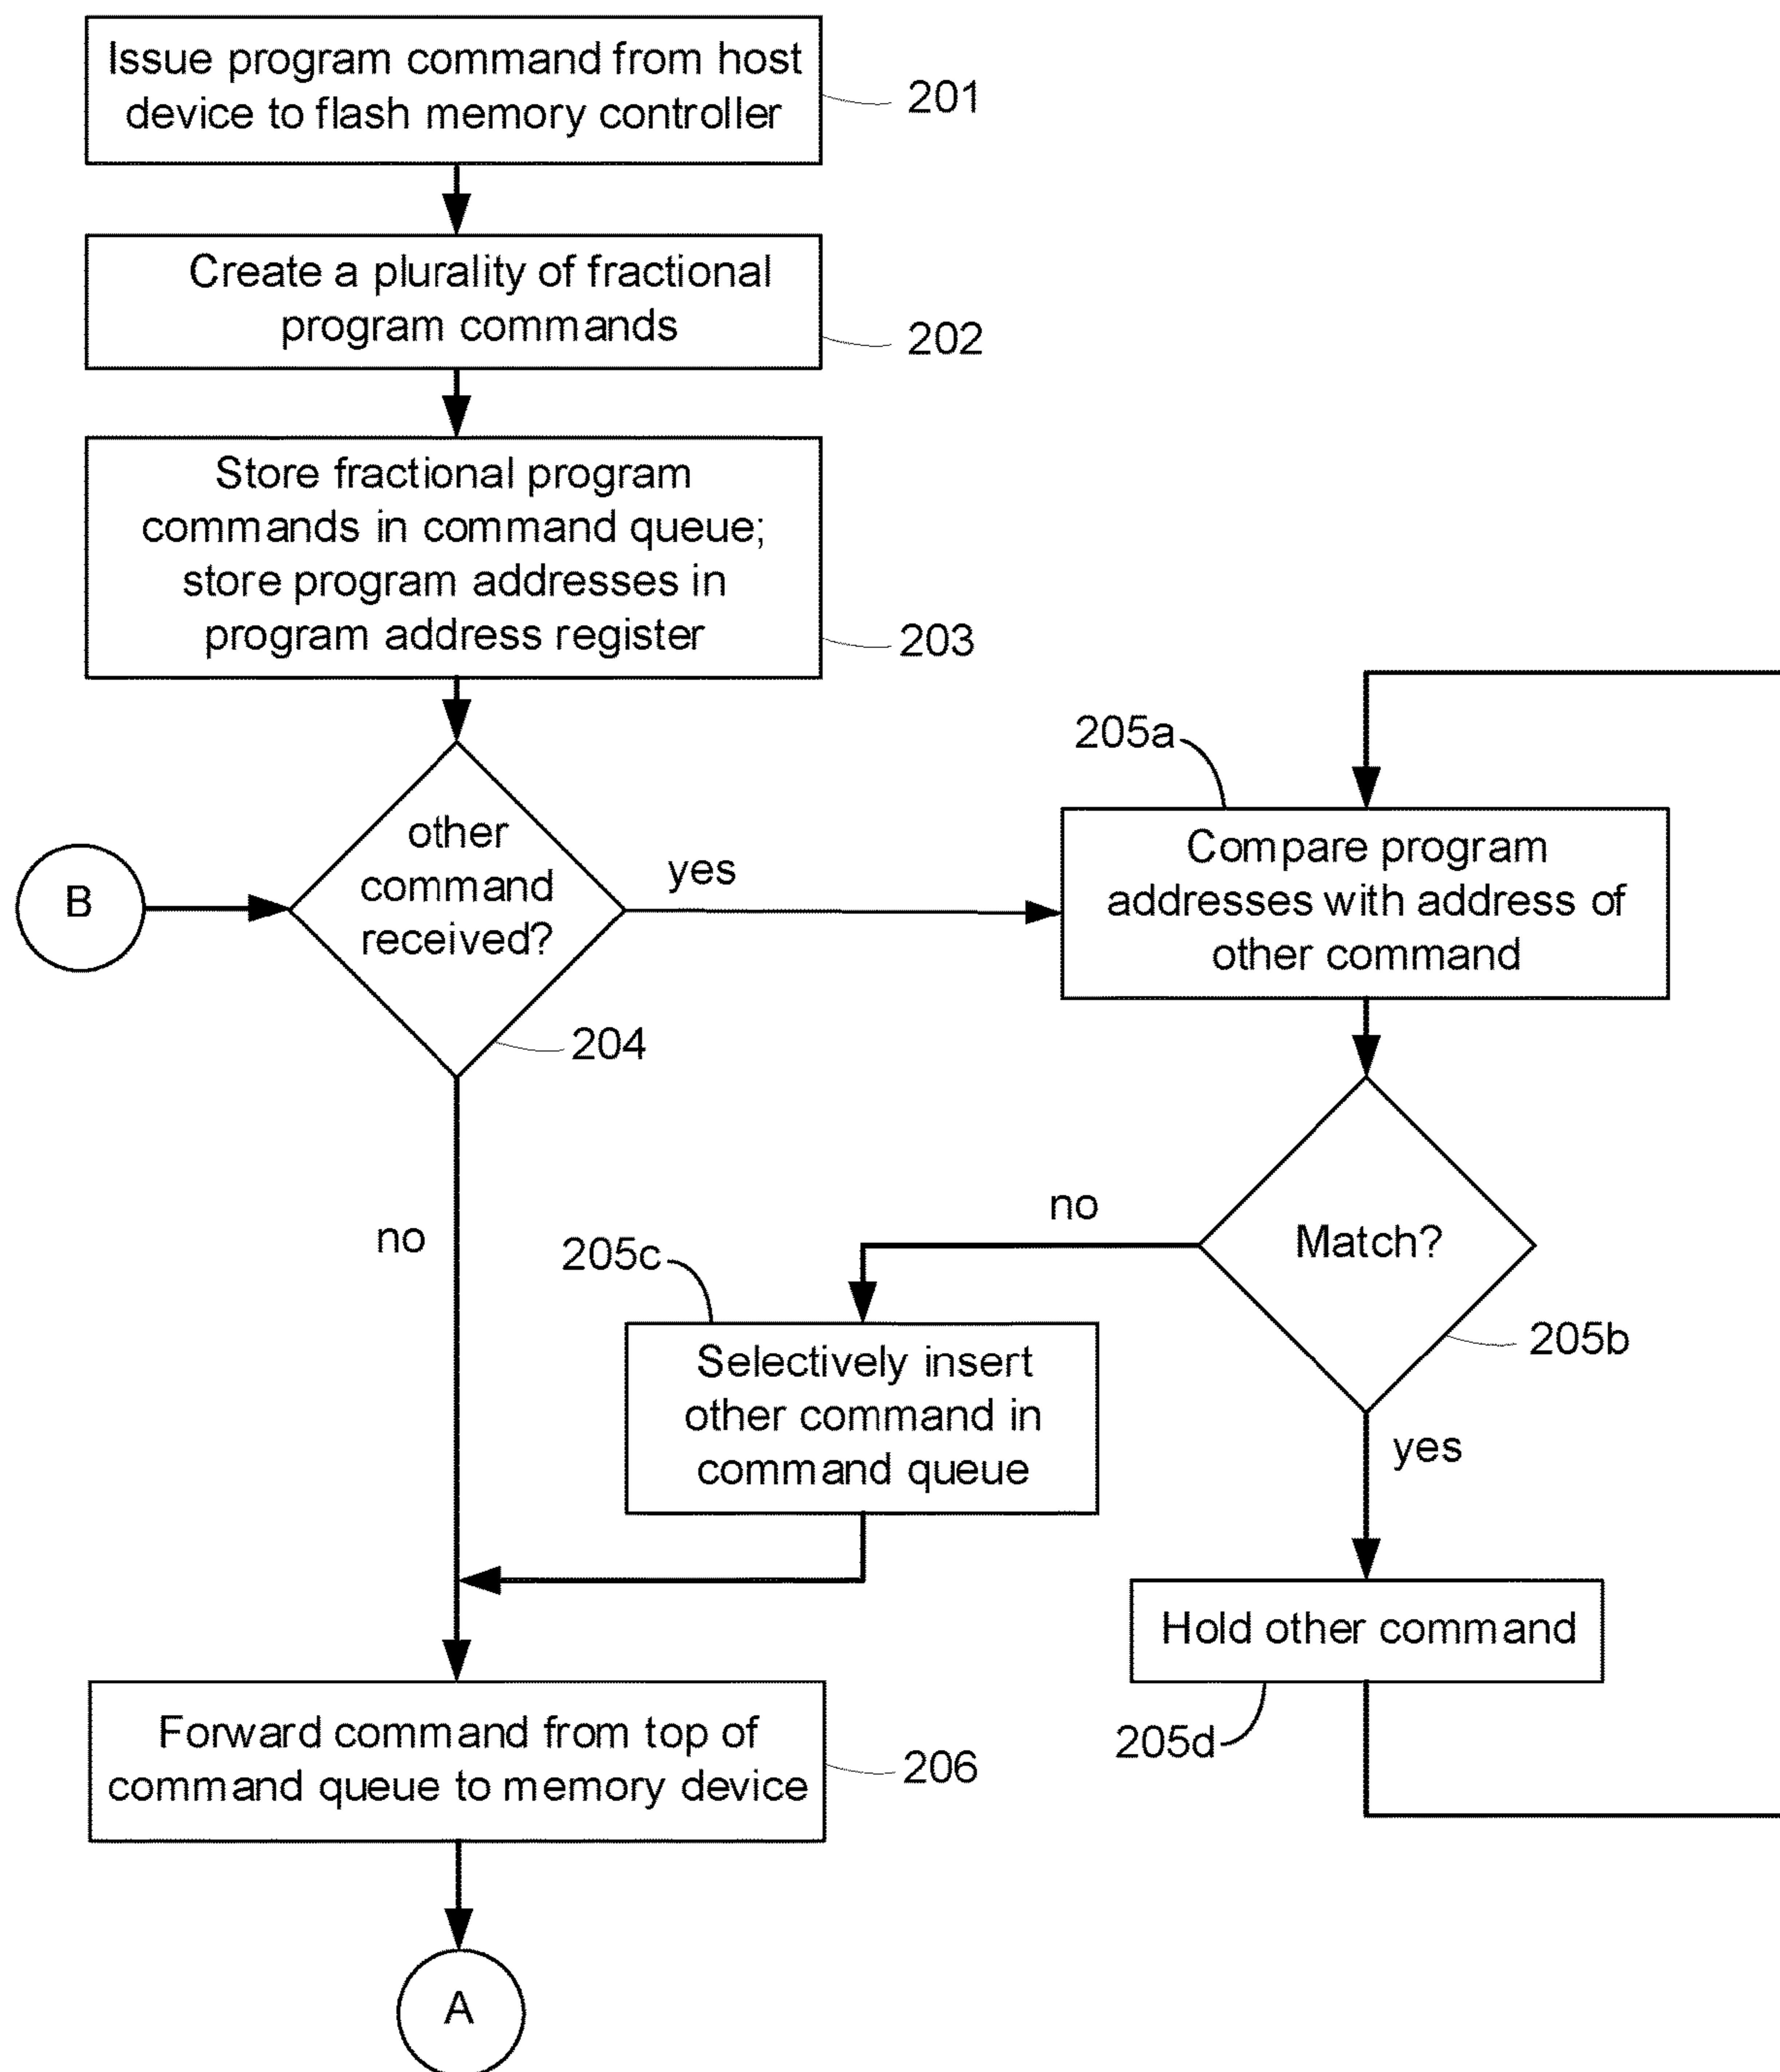 Issue program command from host
device to flash memory controller
201
Create a plurality of fractional
program commands
202
Store fractional program
commands in command queue;
store program addresses in
program address register
203
B
other
command
received?
204
yes
no
205a
Compare program
addresses with address of
other command
Match?
205b
no
yes
205c
Selectively insert
other command in
command queue
Hold other command
205d
Forward command from top of
command queue to memory device
206
A